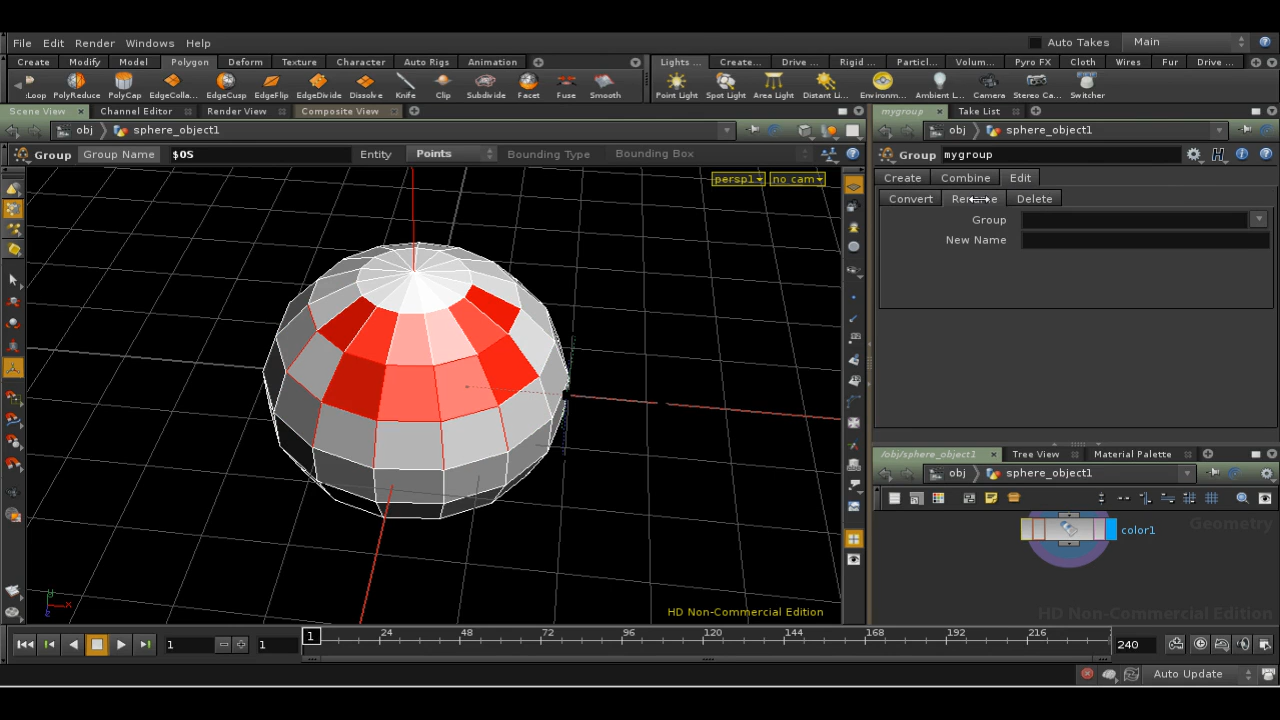 File Edit Render Windows Help Auto Takes Main
Create Modify Model Polygon Deform Texture Character Auto Rigs Animation Lights ... Create... Drive ... Rigid ... Particl... Volum... Pyro FX Cloth Wires Fur Drive ...
:Loop PolyReduce PolyCap EdgeColla... EdgeCusp EdgeFlip EdgeDivide Dissolve Knife Clip Subdivide Facet Fuse Smooth Point Light Spot Light Area Light Distant Li... Environm... Ambient L... Camera Stereo Ca... Switcher
Scene View Channel Editor Render View Composite View mygroup Take List
obj sphere_object1 obj sphere_object1
Group Group Name $OS Entity Points Bounding Type Bounding Box Group mygroup
persp1 no cam Create Combine Edit
Convert Delete
Group
New Name
/obj/sphere_object1 Tree View Material Palette
obj sphere_object1
Geometry
color1
HD Non-Commercial Edition HD Non-Commercial Edition
y x z
1 1 1 24 48 72 96 120 144 168 192 216 240
Auto Update